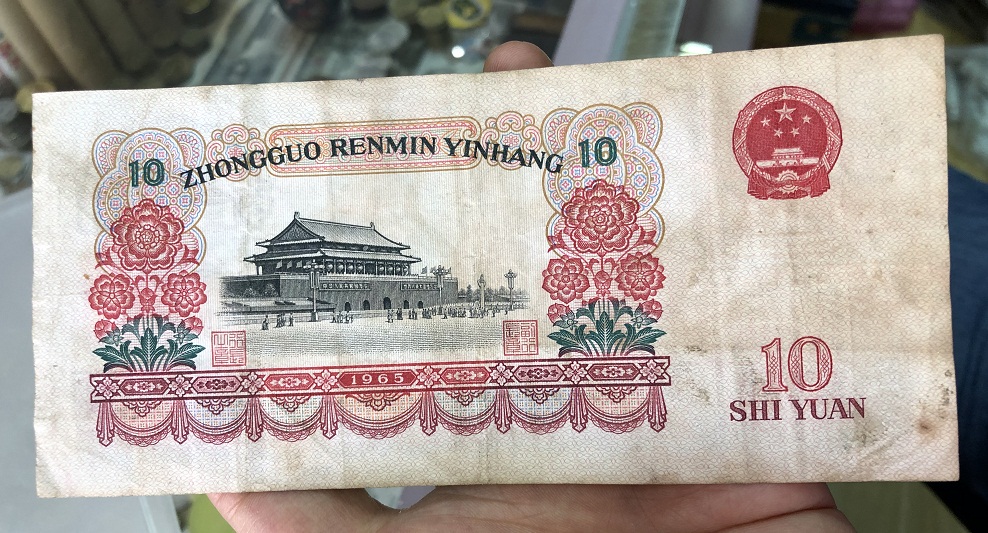 10 ZHONGGUO RENMIN YINHANG 10
1965
10
SHI YUAN